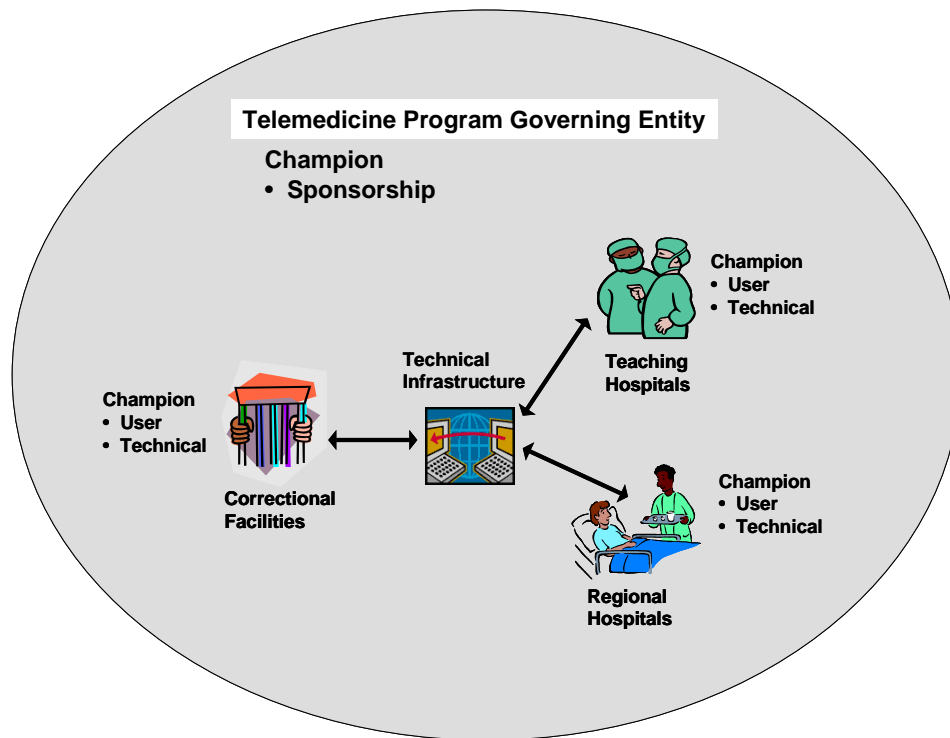 Telemedicine Program Governing Entity
Champion
• Sponsorship
Champion
• User
• Technical
Teaching
Hospitals
Technical
Infrastructure
Champion
• User
• Technical
Correctional
Facilities
Champion
• User
• Technical
Regional
Hospitals